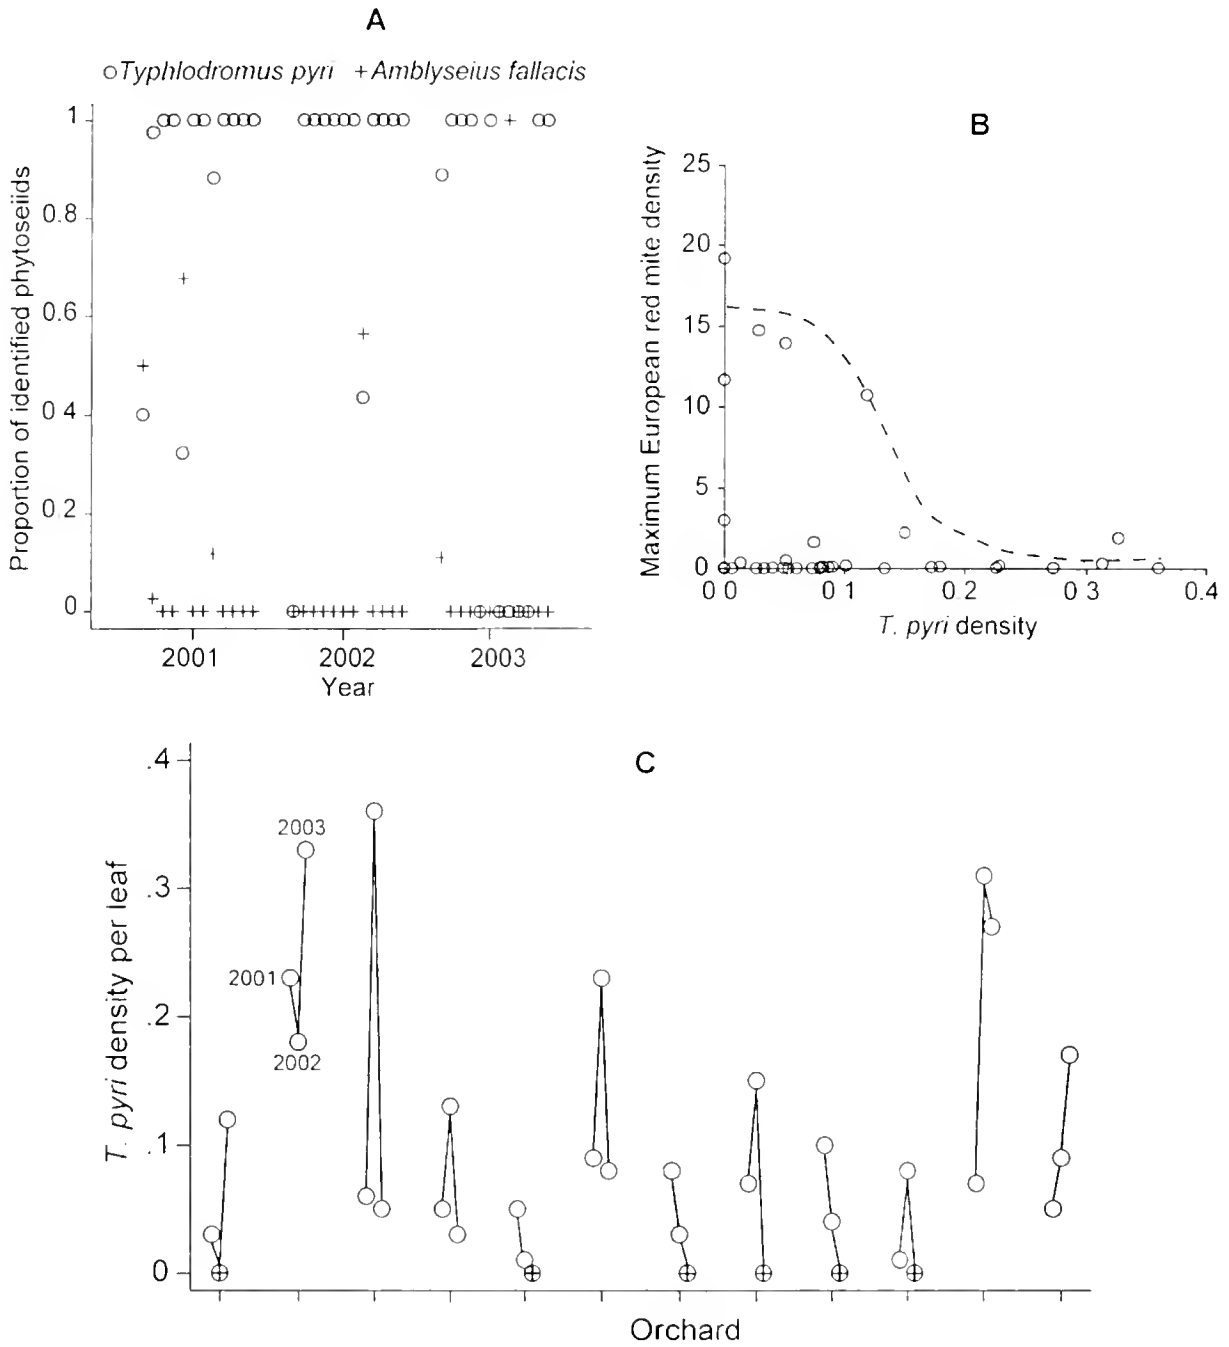 A
Typhlodromus pyri Amblyseius fallacis
Proportion of identified phytoseiids
1
0.8
0.6
0 4
0.2
0
2001 2002 2003
Year
B
Maximum European red mite density
25
20
15
10
5
0
0 0 0 1 0.2 0.3 0.4
T. pyri density
C
T. pyri density per leaf
.4
.3
.2
.1
0
2003
2001
2002
Orchard